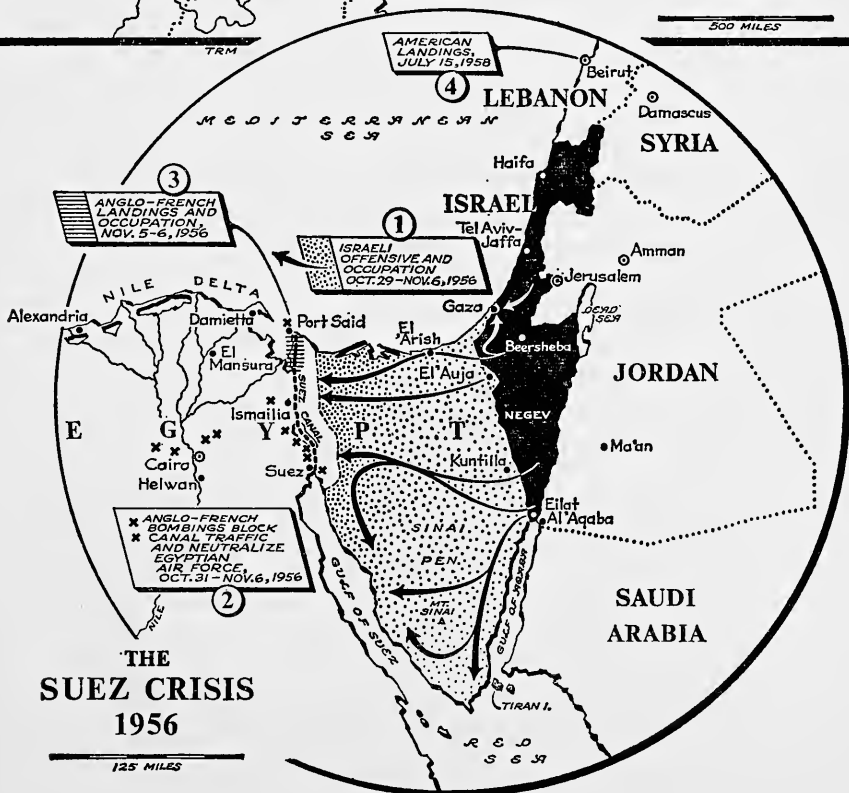 500 MILES
TRM
AMERICAN
LANDINGS,
JULY 15, 1958
4
Beirut
LEBANON
Damascus
SYRIA
MEDITERRANEAN
SEA
Haifa
3
ANGLO-FRENCH
LANDINGS AND
OCCUPATION,
NOV. 5-6, 1956
ISRAEL
1
ISRAELI
OFFENSIVE AND
OCCUPATION
OCT. 29-NOV. 6, 1956
Tel Aviv-
Jaffa
Amman
Jerusalem
NILE DELTA
Alexandria
Damietta
Port Said
Gaza
DEAD
SEA
El
'Arish
El
Mansura
Beersheba
El 'Auja
JORDAN
SUEZ
CANAL
Ismailia
NEGEV
EGYPT
Ma'an
Cairo
Suez
Kuntilla
Helwan
Eilat
Al 'Aqaba
ANGLO-FRENCH
BOMBINGS BLOCK
CANAL TRAFFIC
AND NEUTRALIZE
EGYPTIAN
AIR FORCE,
OCT. 31-NOV. 6, 1956
2
SINAI
PEN.
MT.
SINAI
GULF OF SUEZ
GULF OF AQABA
SAUDI
ARABIA
NILE
THE
SUEZ CRISIS
1956
TIRAN I.
RED
SEA
125 MILES